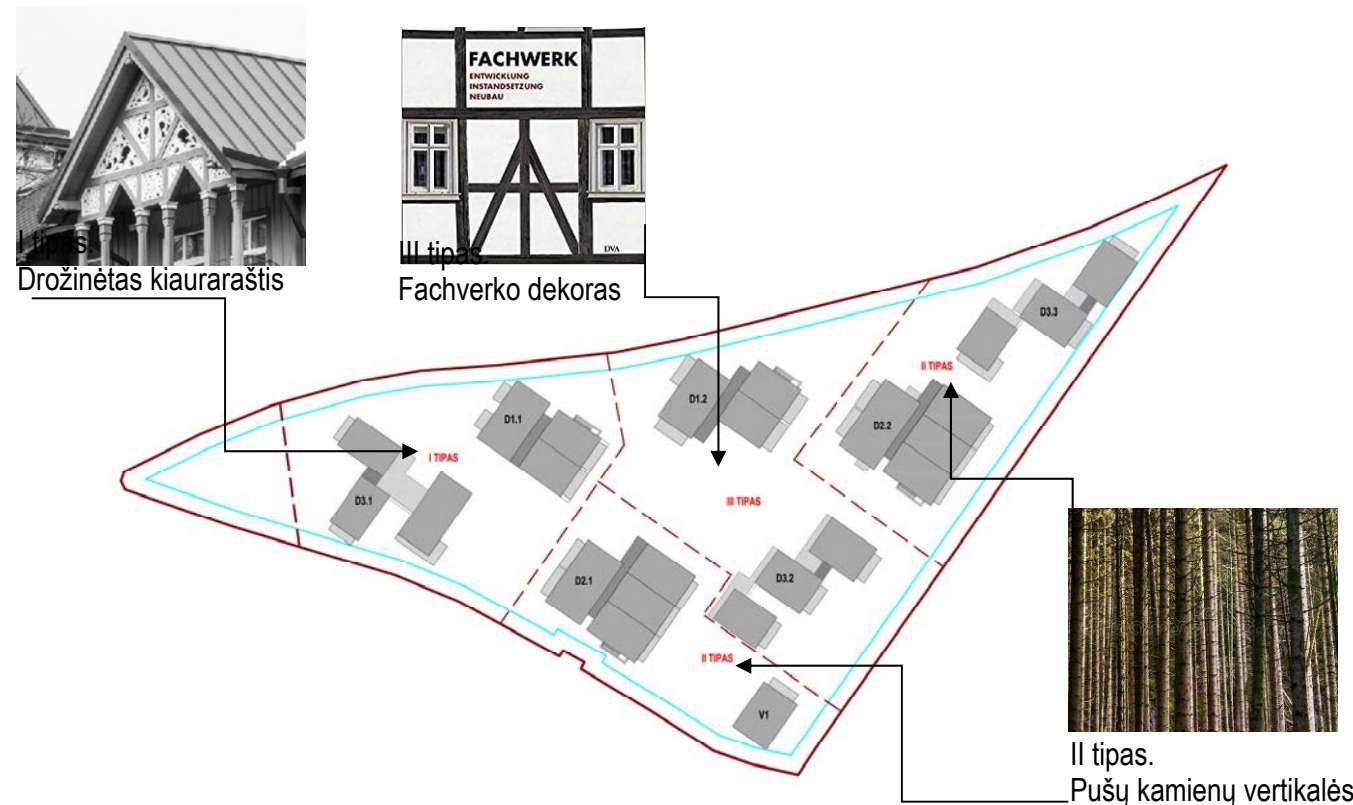 FACHWERK
ENTWICKLUNG
INSTANDSETZUNG
NEUBAU
DVA
I tipas.
Drožinėtas kiauraraštis
III tipas.
Fachverko dekoras
D3.3
II TIPAS
D1.2
D2.2
D1.1
I TIPAS
D3.1
III TIPAS
D2.1
D3.2
II TIPAS
V1
II tipas.
Pušų kamienų vertikalės